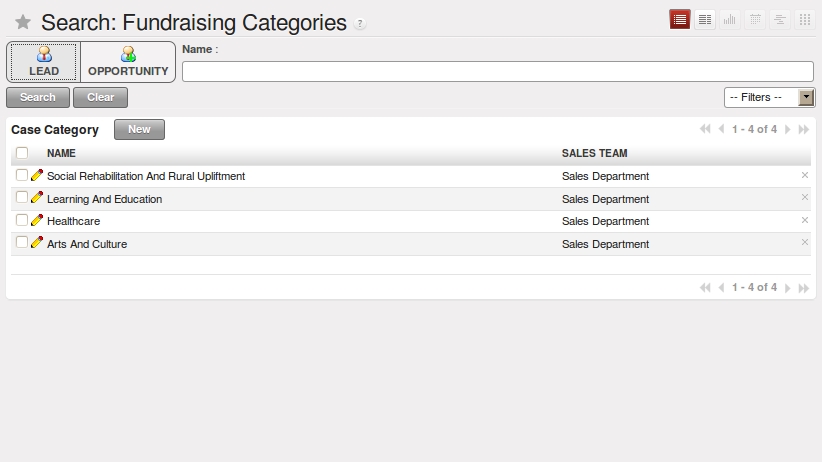 Search: Fundraising Categories ?
LEAD
OPPORTUNITY
Name :
Search
Clear
-- Filters --
Case Category
New
1 - 4 of 4
NAME
SALES TEAM
Social Rehabilitation And Rural Upliftment
Sales Department
Learning And Education
Sales Department
Healthcare
Sales Department
Arts And Culture
Sales Department
1 - 4 of 4